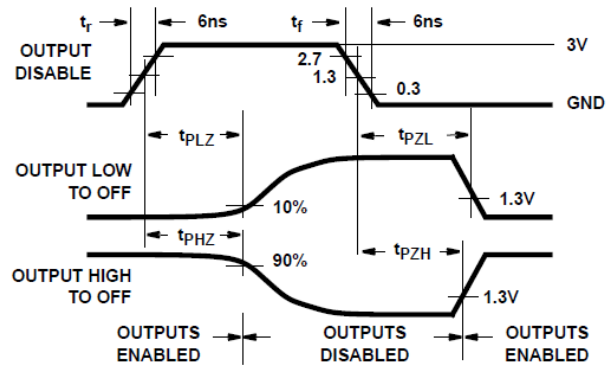 tr 6ns tf 6ns
OUTPUT
DISABLE
2.7
1.3
0.3
3V
GND
tPLZ tPZL
OUTPUT LOW
TO OFF
10%
1.3V
tPHZ tPZH
OUTPUT HIGH
TO OFF
90%
1.3V
OUTPUTS
ENABLED
OUTPUTS
DISABLED
OUTPUTS
ENABLED